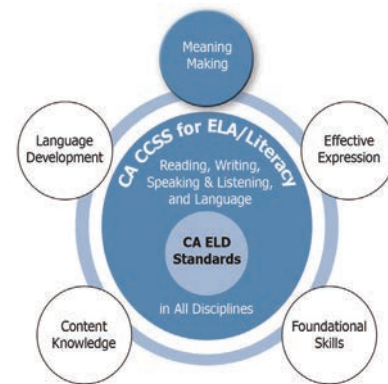 Meaning
Making
Language
Development
Effective
Expression
CA CCSS for ELA/Literacy
Reading, Writing,
Speaking & Listening,
and Language
CA ELD
Standards
in All Disciplines
Content
Knowledge
Foundational
Skills